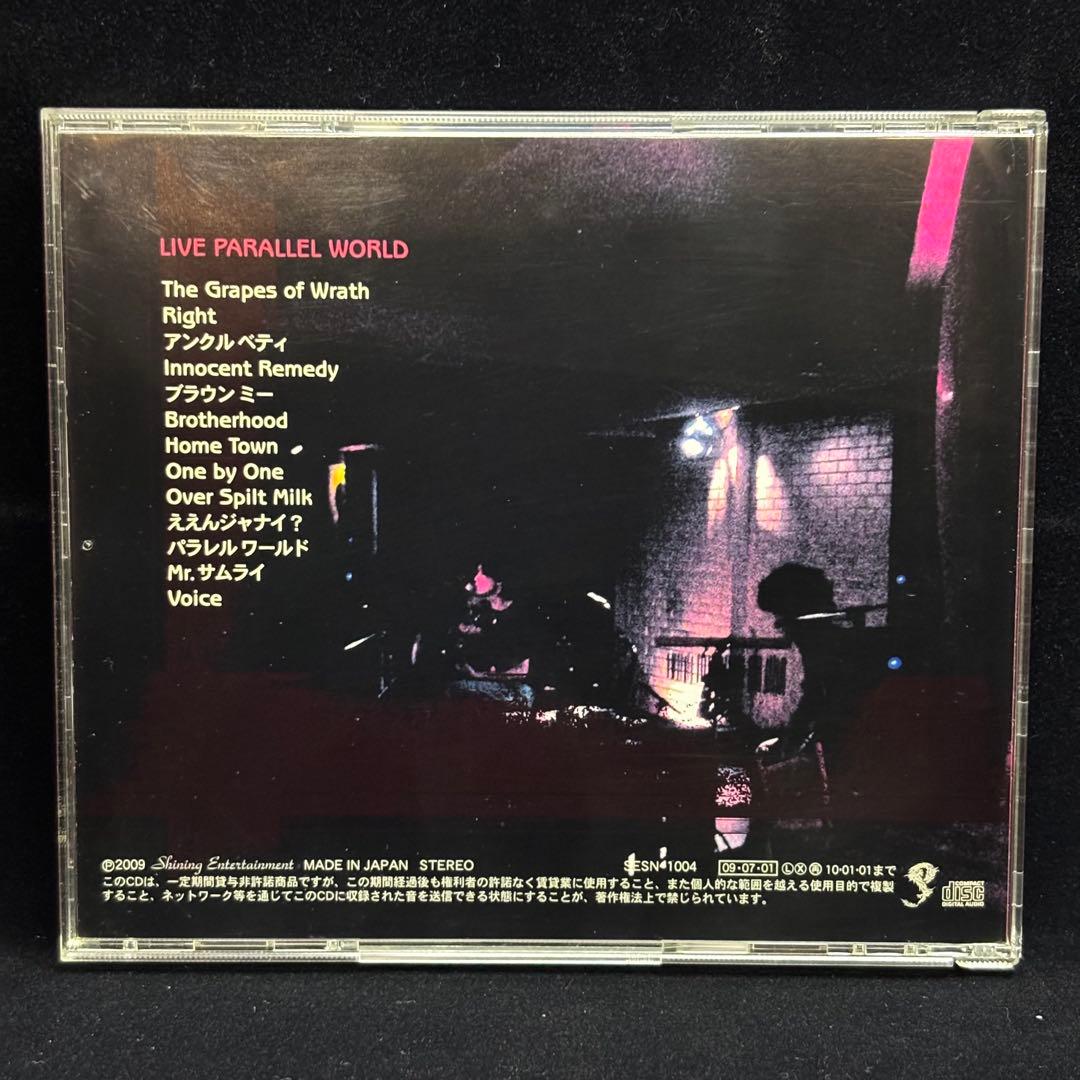 LIVE PARALLEL WORLD
The Grapes of Wrath
Right
アンクル ベティ
Innocent Remedy
ブラウン ミー
Brotherhood
Home Town
One by One
Over Spilt Milk
ええんジャナイ?
パラレル ワールド
Mr.サムライ
Voice
Ⓟ2009 Shining Entertainment MADE IN JAPAN STEREO SESN-1004 09・07・01 ⓁⓍ㋐ 10・01・01まで
このCDは、一定期間貸与非許諾商品ですが、この期間経過後も権利者の許諾なく賃貸業に使用すること、また個人的な範囲を越える使用目的で複製
すること、ネットワーク等を通じてこのCDに収録された音を送信できる状態にすることが、著作権法上で禁じられています。
COMPACT
disc
DIGITAL AUDIO